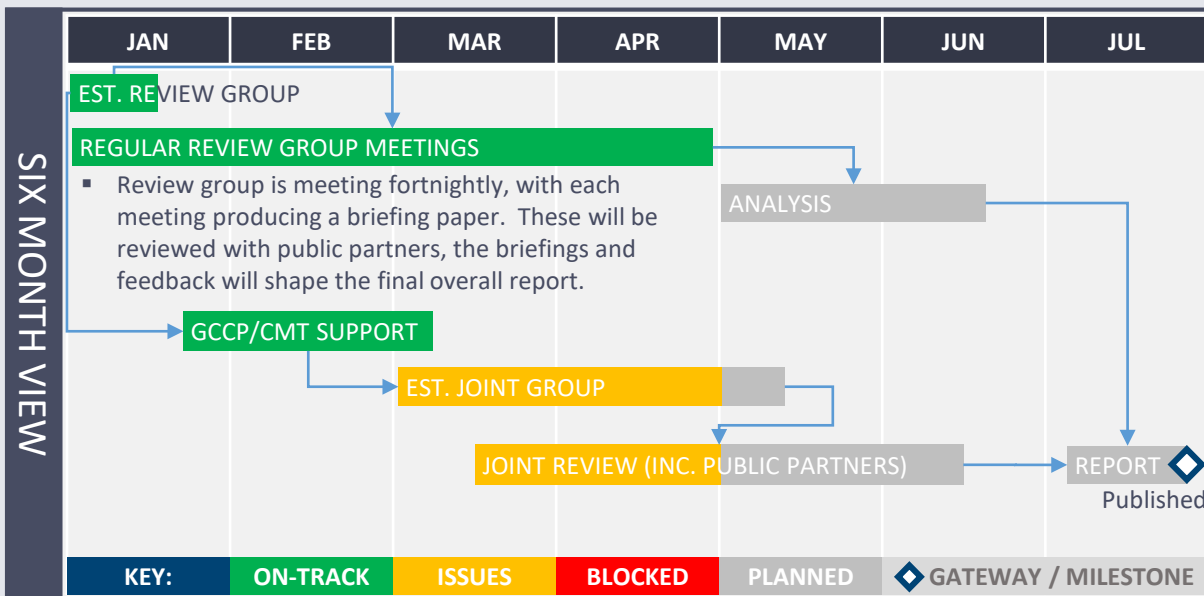 JAN FEB MAR APR MAY JUN JUL
SIX MONTH VIEW
EST. REVIEW GROUP
REGULAR REVIEW GROUP MEETINGS
▪ Review group is meeting fortnightly, with each
meeting producing a briefing paper. These will be
reviewed with public partners, the briefings and
feedback will shape the final overall report.
ANALYSIS
GCCP/CMT SUPPORT
EST. JOINT GROUP
JOINT REVIEW (INC. PUBLIC PARTNERS)
REPORT
Published
KEY: ON-TRACK ISSUES BLOCKED PLANNED GATEWAY / MILESTONE